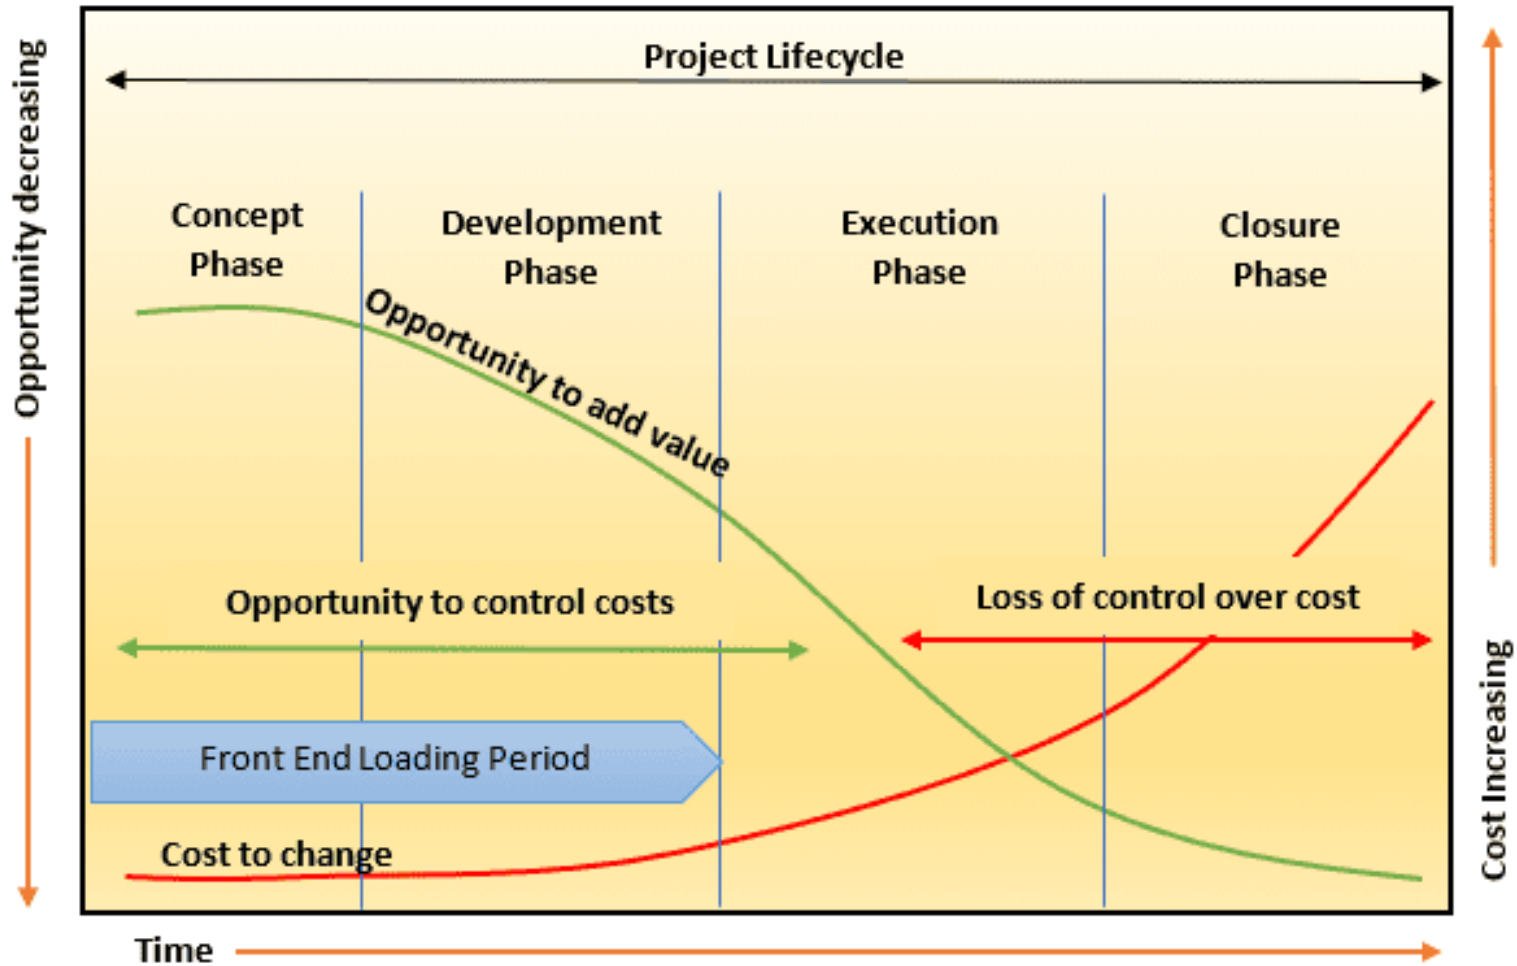 Project Lifecycle
Opportunity decreasing
Concept
Phase
Development
Phase
Execution
Phase
Closure
Phase
Opportunity to add value
Opportunity to control costs
Loss of control over cost
Front End Loading Period
Cost to change
Cost Increasing
Time